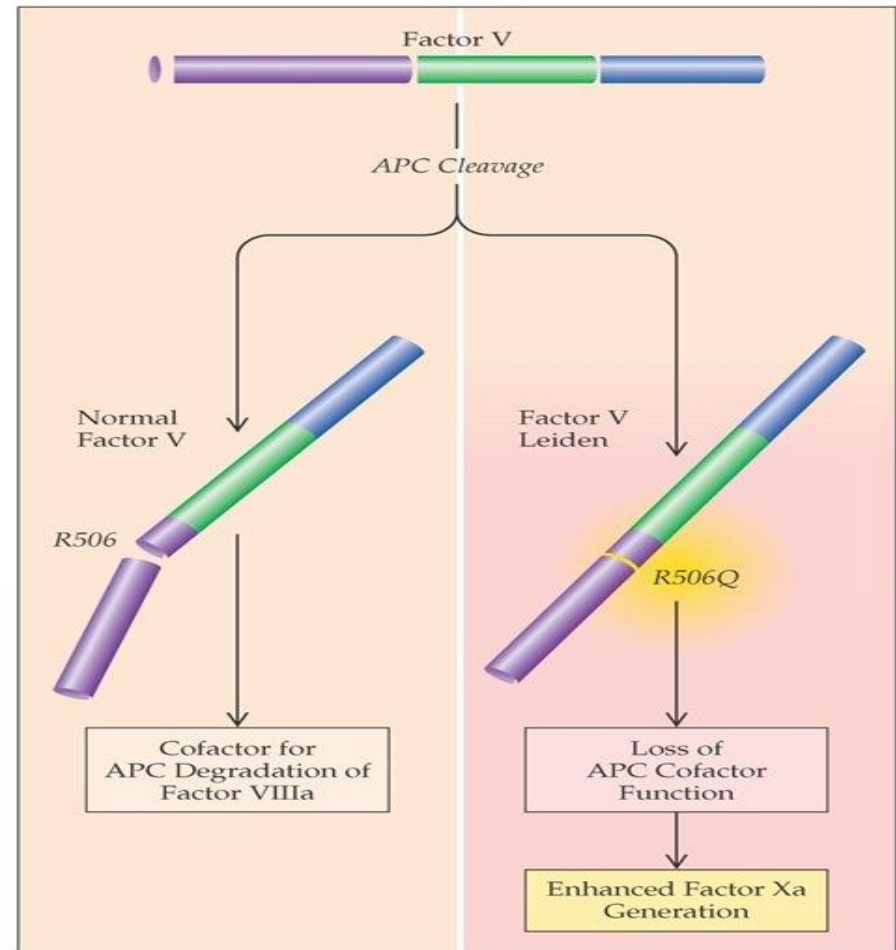 Factor V
APC Cleavage
Normal
Factor V
R506
Cofactor for
APC Degradation of
Factor VIIIa
Factor V
Leiden
R506Q
Loss of
APC Cofactor
Function
Enhanced Factor Xa
Generation